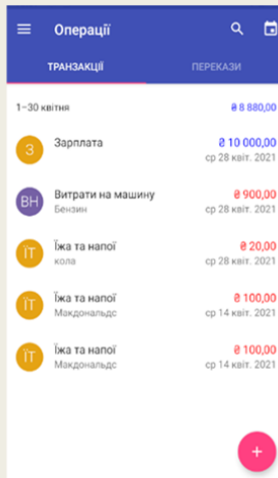 Операції
ТРАНЗАКЦІЇ ПЕРЕКАЗИ
1–30 квітня ₴ 8 880,00
З Зарплата ₴ 10 000,00
ср 28 квіт. 2021
ВН Витрати на машину ₴ 900,00
Бензин ср 28 квіт. 2021
ЇТ Їжа та напої ₴ 20,00
кола ср 28 квіт. 2021
ЇТ Їжа та напої ₴ 100,00
Макдональдс ср 14 квіт. 2021
ЇТ Їжа та напої ₴ 100,00
Макдональдс ср 14 квіт. 2021
+